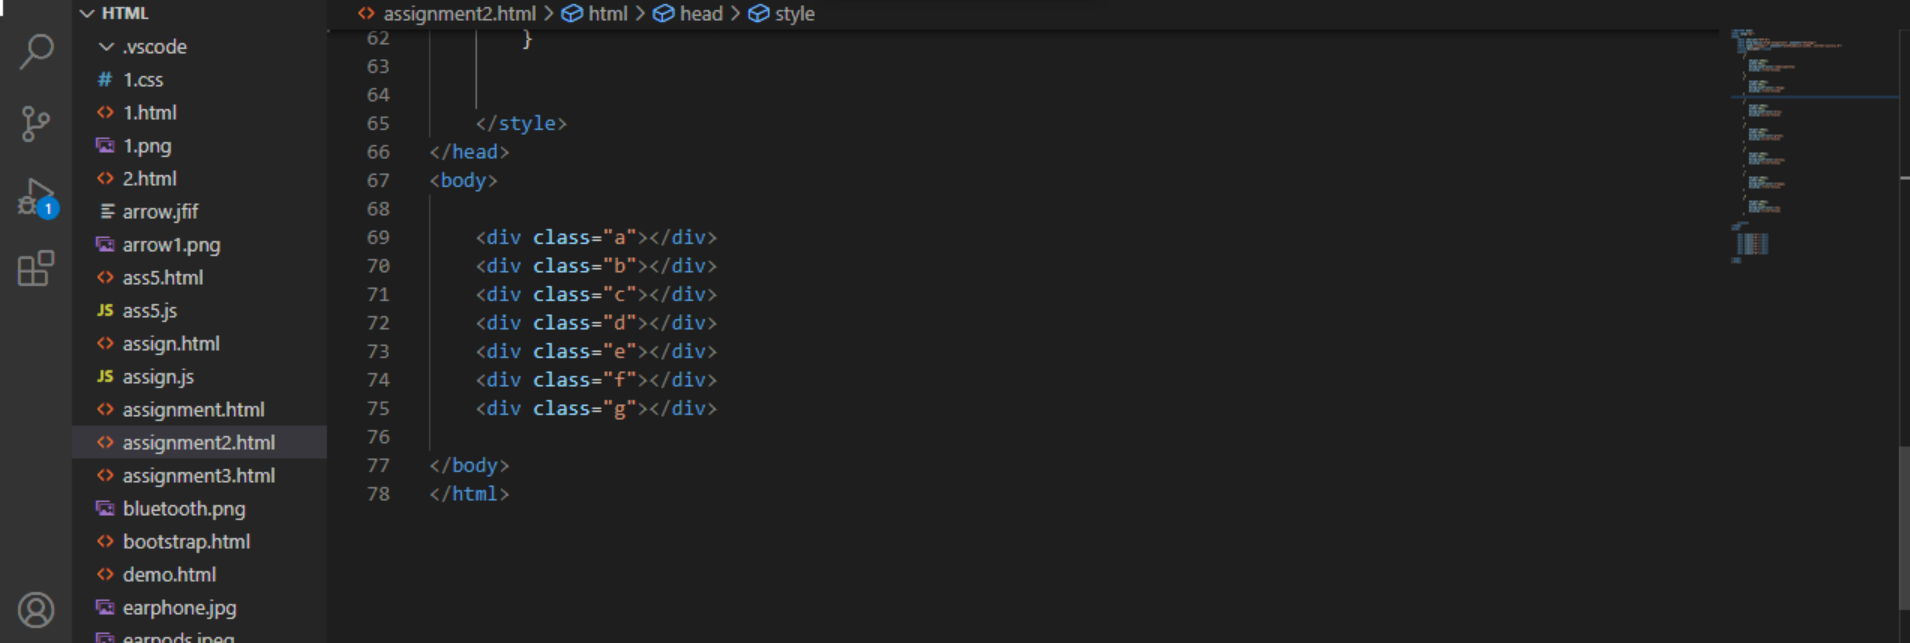 HTML
.vscode
# 1.css
<> 1.html
1.png
<> 2.html
arrow.jfif
arrow1.png
<> ass5.html
JS ass5.js
<> assign.html
JS assign.js
<> assignment.html
<> assignment2.html
<> assignment3.html
bluetooth.png
<> bootstrap.html
<> demo.html
earphone.jpg
earpods.jpeg
1
<> assignment2.html > html > head > style
62 }
63
64
65 </style>
66 </head>
67 <body>
68
69 <div class="a"></div>
70 <div class="b"></div>
71 <div class="c"></div>
72 <div class="d"></div>
73 <div class="e"></div>
74 <div class="f"></div>
75 <div class="g"></div>
76
77 </body>
78 </html>